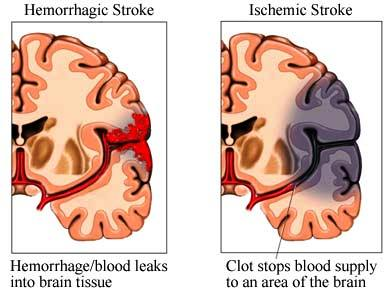 Hemorrhagic Stroke
Ischemic Stroke
Hemorrhage/blood leaks
into brain tissue
Clot stops blood supply
to an area of the brain